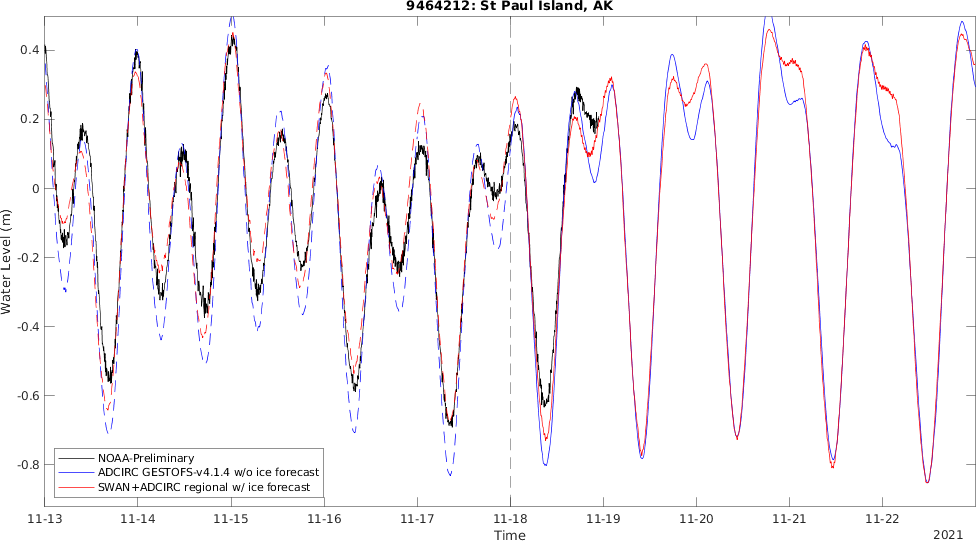 9464212: St Paul Island, AK
0.4
0.2
0
-0.2
-0.4
-0.6
-0.8
Water Level (m)
NOAA-Preliminary
ADCIRC GESTOFS-v4.1.4 w/o ice forecast
SWAN+ADCIRC regional w/ ice forecast
11-13 11-14 11-15 11-16 11-17 11-18 11-19 11-20 11-21 11-22
Time
2021